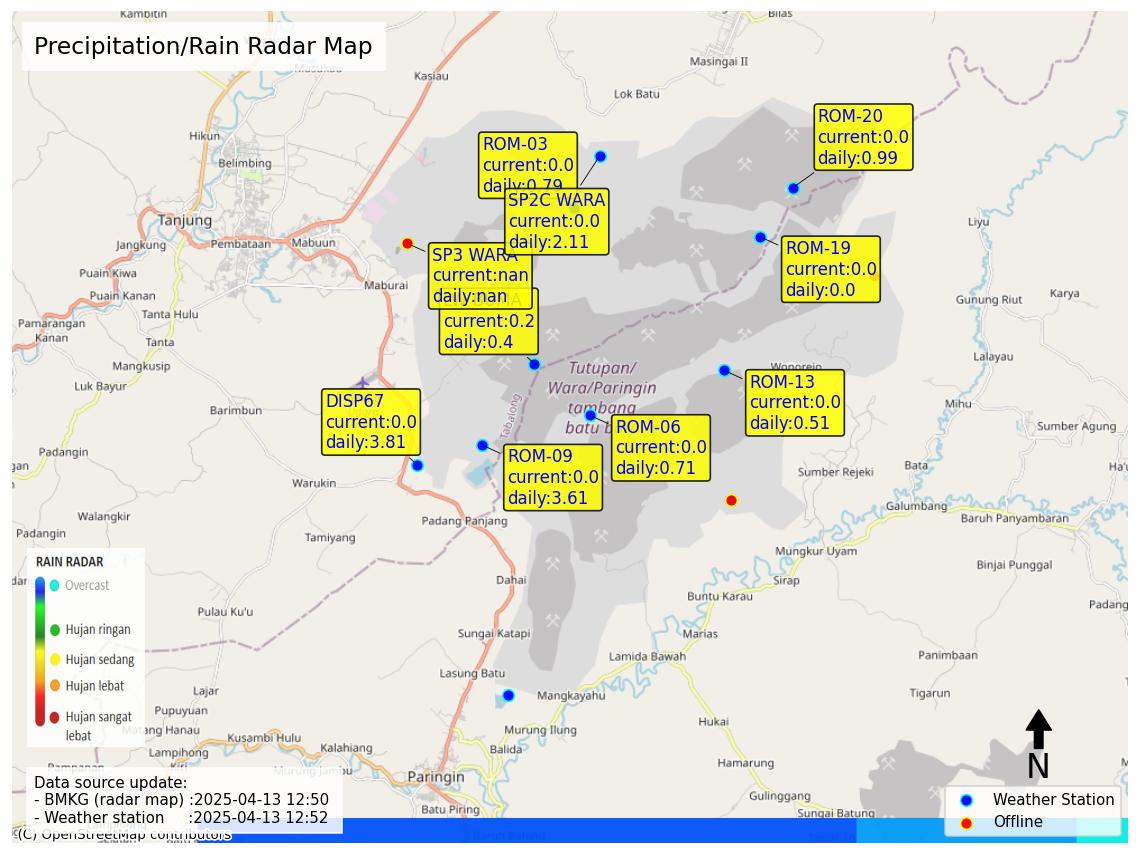 Precipitation/Rain Radar Map
Kambitin
Bilas
Masingai II
Kasiau
Lok Batu
Hikun
Belimbing
Tanjung
Jangkung
Pembataan
Mabuun
Puain Kiwa
Puain Kanan
Maburai
Tanta Hulu
Pamarangan
Kanan
Tanta
Mangkusip
Luk Bayur
Barimbun
Padangin
Warukin
Walangkir
Padangin
Tamiyang
Padang Panjang
Dahai
Pulau Ku'u
Sungai Katapi
Lasung Batu
Lajar
Pupuyuan
Matang Hanau
Lampihong
Kusambi Hulu
Kalahiang
Murung Jambu
Paringin
Batu Piring
Balida
Murung Ilung
Mangkayahu
Lamida Bawah
Marias
Buntu Karau
Sirap
Mungkur Uyam
Galumbang
Baruh Panyambaran
Binjai Punggal
Padang
Panimbaan
Tigarun
Hukai
Hamarung
Gulinggang
Sungai Batung
Liyu
Gunung Riut
Karya
Lalayau
Mihu
Sumber Agung
Bata
Sumber Rejeki
Wonorejo
Tabalong
Tutupan/
Wara/Paringin
tambang
batu b
ROM-03
current:0.0
daily:0.79
SP2C WARA
current:0.0
daily:2.11
ROM-20
current:0.0
daily:0.99
ROM-19
current:0.0
daily:0.0
SP3 WARA
current:nan
daily:nan
current:0.2
daily:0.4
ROM-13
current:0.0
daily:0.51
DISP67
current:0.0
daily:3.81
ROM-06
current:0.0
daily:0.71
ROM-09
current:0.0
daily:3.61
RAIN RADAR
Overcast
Hujan ringan
Hujan sedang
Hujan lebat
Hujan sangat
lebat
Data source update:
- BMKG (radar map) :2025-04-13 12:50
- Weather station :2025-04-13 12:52
(C) OpenStreetMap contributors
N
Weather Station
Offline